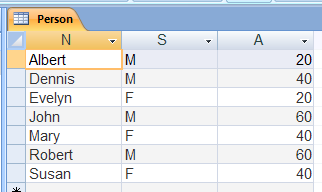 Person
N S A
Albert M 20
Dennis M 40
Evelyn F 20
John M 60
Mary F 40
Robert M 60
Susan F 40